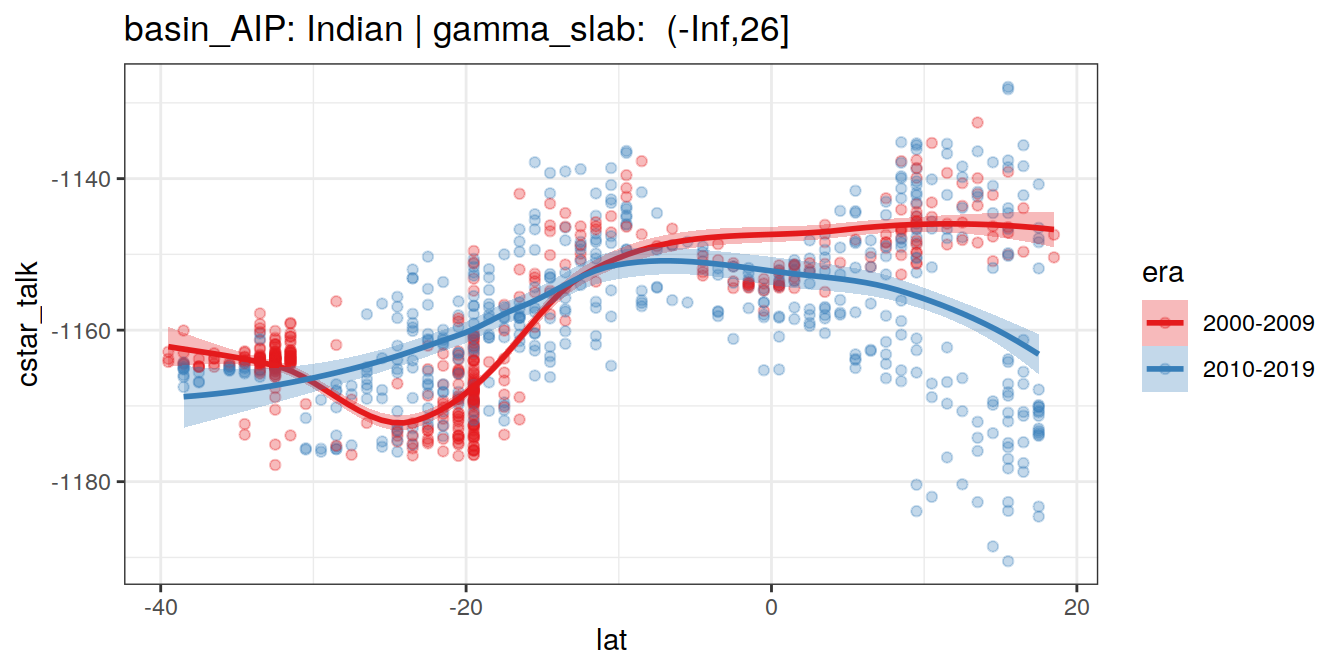 basin_AIP: Indian | gamma_slab:  (-Inf,26]
cstar_talk
-1140
-1160
-1180
-40
-20
0
20
lat
era
2000-2009
2010-2019